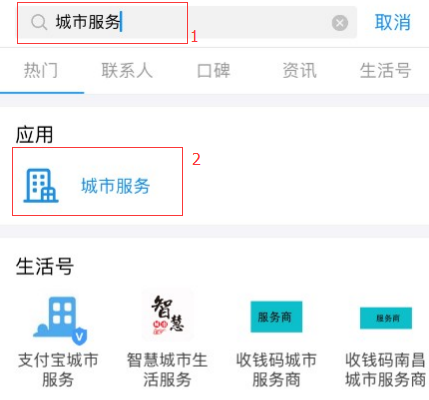 城市服务
取消
1
热门
联系人
口碑
资讯
生活号
应用
2
城市服务
生活号
智慧
服务商
服务商
支付宝城市
服务
智慧城市生
活服务
收钱码城市
服务商
收钱码南昌
城市服务商